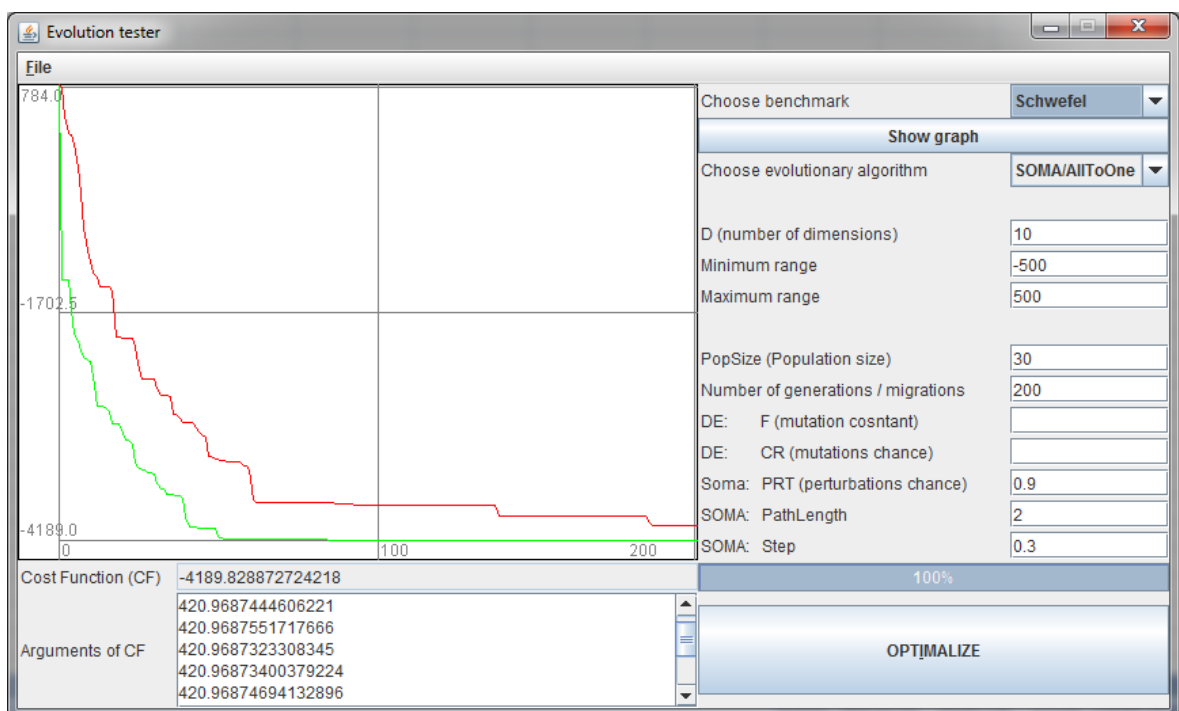 Evolution tester
File
784.0
-1702.5
-4189.0
0
100
200
Choose benchmark Schwefel
Show graph
Choose evolutionary algorithm SOMA/AllToOne
D (number of dimensions) 10
Minimum range -500
Maximum range 500
PopSize (Population size) 30
Number of generations / migrations 200
DE: F (mutation cosntant)
DE: CR (mutations chance)
Soma: PRT (perturbations chance) 0.9
SOMA: PathLength 2
SOMA: Step 0.3
Cost Function (CF) -4189.828872724218
100%
Arguments of CF
420.9687444606221
420.9687551717666
420.9687323308345
420.96873400379224
420.96874694132896
OPTIMALIZE